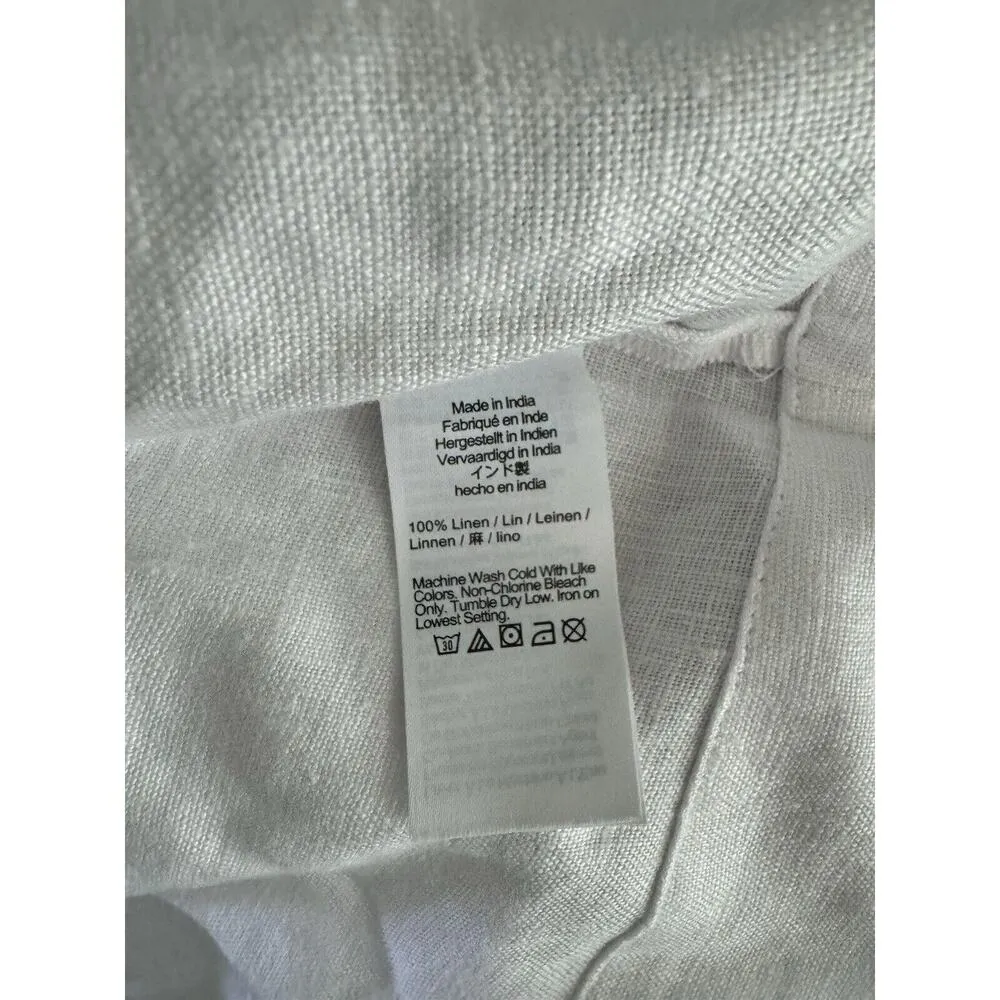 Made in India
Fabriqué en Inde
Hergestellt in Indien
Vervaardigd in India
インド製
hecho en india
100% Linen / Lin / Leinen /
Linnen / 麻 / lino
Machine Wash Cold With Like
Colors. Non-Chlorine Bleach
Only. Tumble Dry Low. Iron on
Lowest Setting.
30